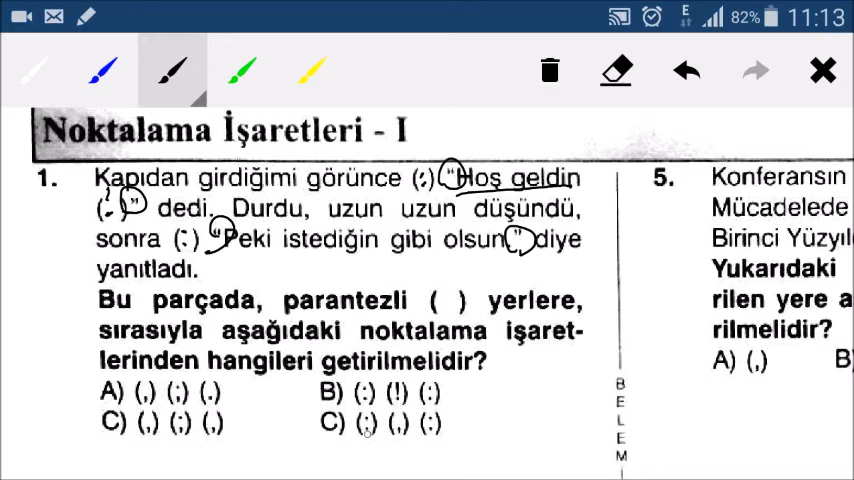 E 82% 11:13
Noktalama İşaretleri - I
1. Kapıdan girdiğimi görünce (:) "Hoş geldin
(!) " dedi. Durdu, uzun uzun düşündü,
sonra (:) "Peki istediğin gibi olsun," diye
yanıtladı.
Bu parçada, parantezli ( ) yerlere,
sırasıyla aşağıdaki noktalama işaret-
lerinden hangileri getirilmelidir?
A) (,) (;) (.) B) (:) (!) (:)
C) (,) (;) (,) C) (;) (,) (:)
B
E
L
E
M
5. Konferansın
Mücadelede
Birinci Yüzyıl
Yukarıdaki
rilen yere a
rilmelidir?
A) (,) B)